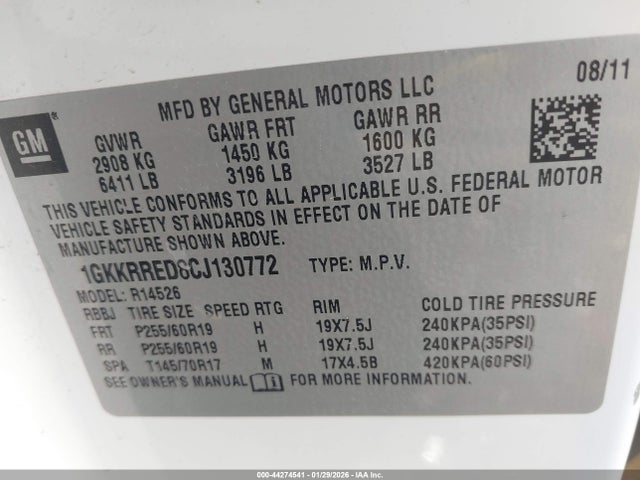 08/11
MFD BY GENERAL MOTORS LLC
GM®
GVWR GAWR FRT GAWR RR
2908 KG 1450 KG 1600 KG
6411 LB 3196 LB 3527 LB
THIS VEHICLE CONFORMS TO ALL APPLICABLE U.S. FEDERAL MOTOR
VEHICLE SAFETY STANDARDS IN EFFECT ON THE DATE OF
MANUFACTURE SHOWN ABOVE.
1GKKRRED6CJ130772 TYPE: M.P.V.
MODEL: R14526
RBBJ TIRE SIZE SPEED RTG RIM COLD TIRE PRESSURE
FRT P255/60R19 H 19X7.5J 240KPA(35PSI)
RR P255/60R19 H 19X7.5J 240KPA(35PSI)
SPA T145/70R17 M 17X4.5B 420KPA(60PSI)
SEE OWNER'S MANUAL i FOR MORE INFORMATION.
000-44274541 - 01/29/2026 - IAA Inc.